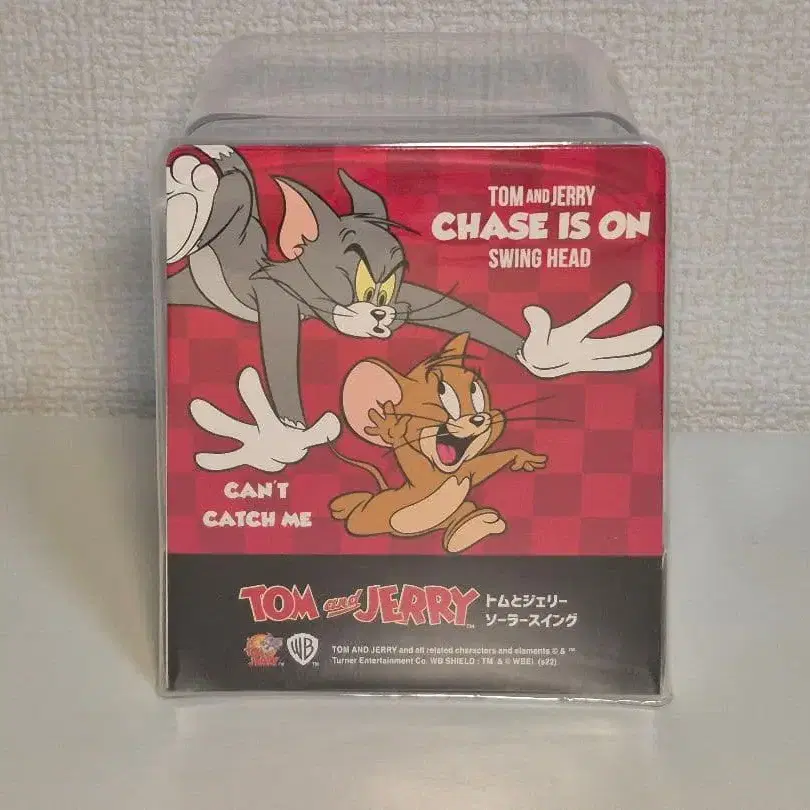 TOM AND JERRY
CHASE IS ON
SWING HEAD
CAN'T
CATCH ME
TOM and JERRY™
トムとジェリー
ソーラースイング
WB™
TOM AND JERRY and all related characters and elements © & ™
Turner Entertainment Co. WB SHIELD: TM & © WBEI. (s22)